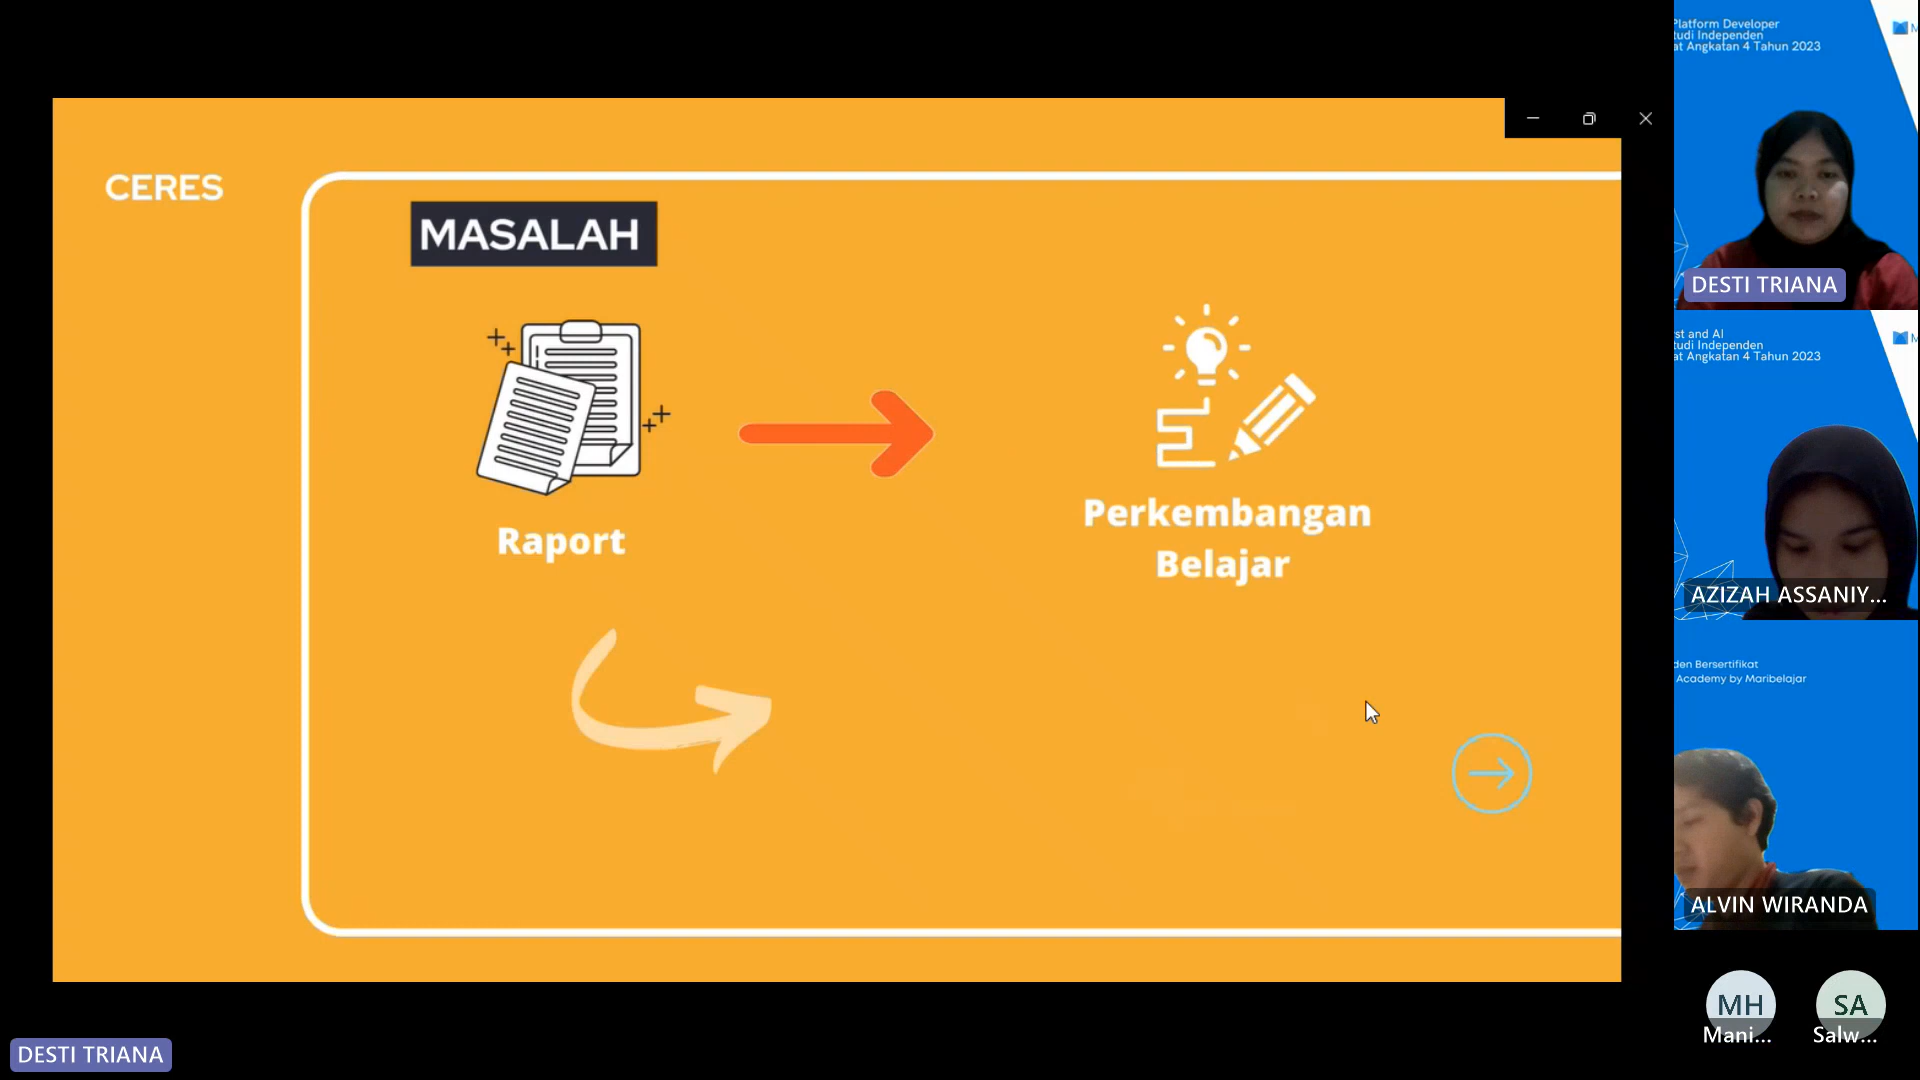 CERES
MASALAH
Raport
Perkembangan
Belajar
DESTI TRIANA
Platform Developer
tudi Independen
at Angkatan 4 Tahun 2023
DESTI TRIANA
st and AI
tudi Independen
at Angkatan 4 Tahun 2023
AZIZAH ASSANIY...
den Bersertifikat
Academy by Maribelajar
ALVIN WIRANDA
MH
Mani...
SA
Salw...